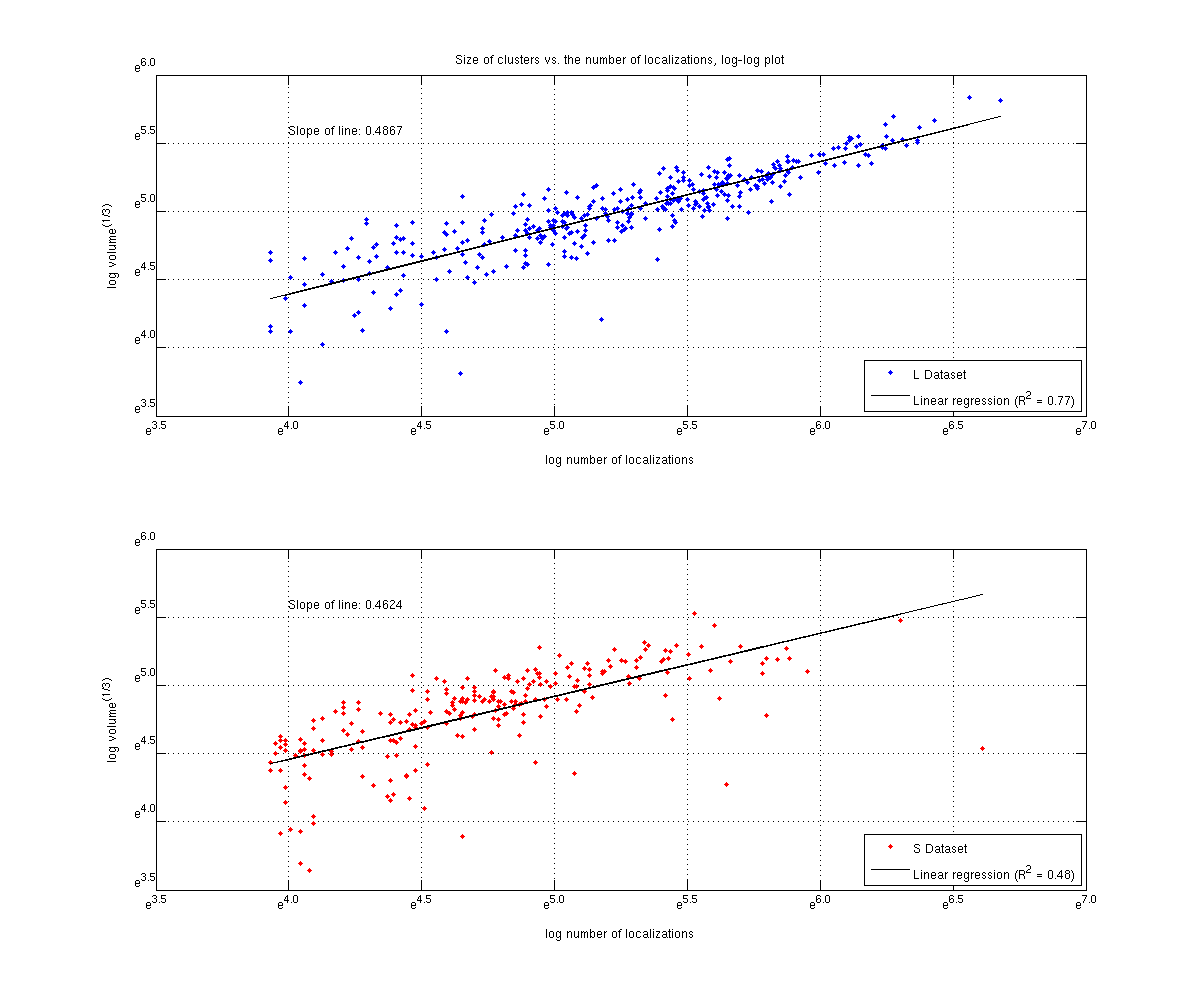 Size of clusters vs. the number of localizations, log-log plot
e6.0
e5.5
e5.0
e4.5
e4.0
e3.5
log volume(1/3)
Slope of line: 0.4867
L Dataset
Linear regression (R2 = 0.77)
e3.5 e4.0 e4.5 e5.0 e5.5 e6.0 e6.5 e7.0
log number of localizations
e6.0
e5.5
e5.0
e4.5
e4.0
e3.5
log volume(1/3)
Slope of line: 0.4624
S Dataset
Linear regression (R2 = 0.48)
e3.5 e4.0 e4.5 e5.0 e5.5 e6.0 e6.5 e7.0
log number of localizations